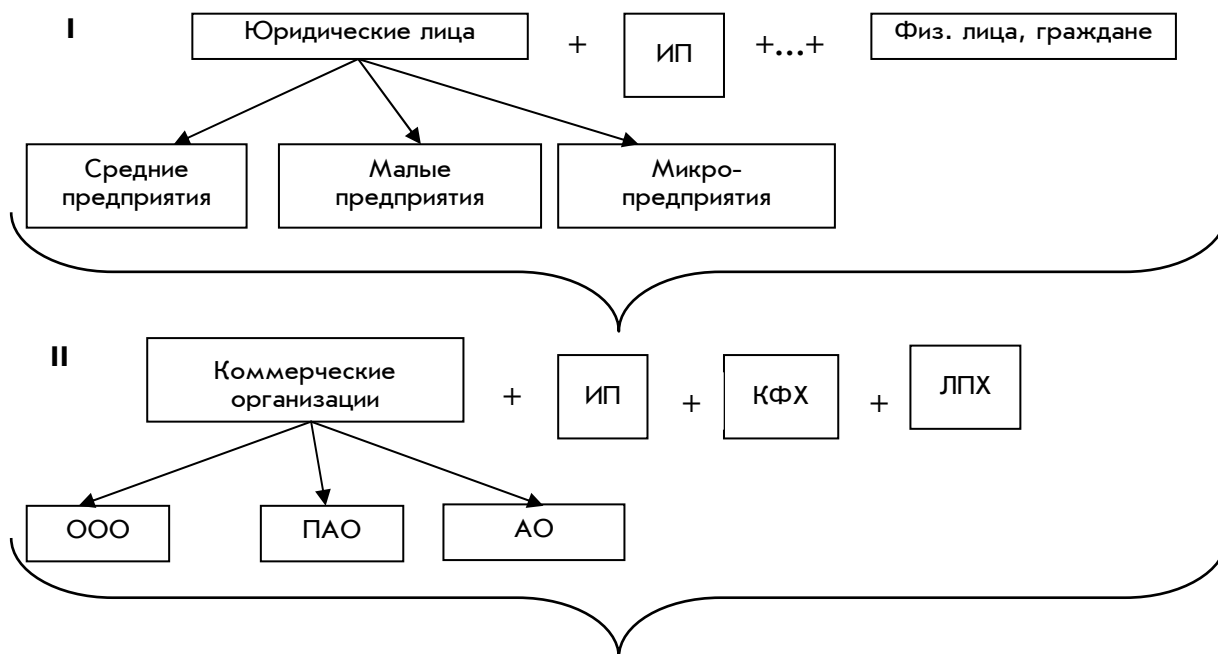 I
Юридические лица + ИП +...+ Физ. лица, граждане
Средние предприятия
Малые предприятия
Микро-предприятия
II
Коммерческие организации + ИП + КФХ + ЛПХ
ООО ПАО АО